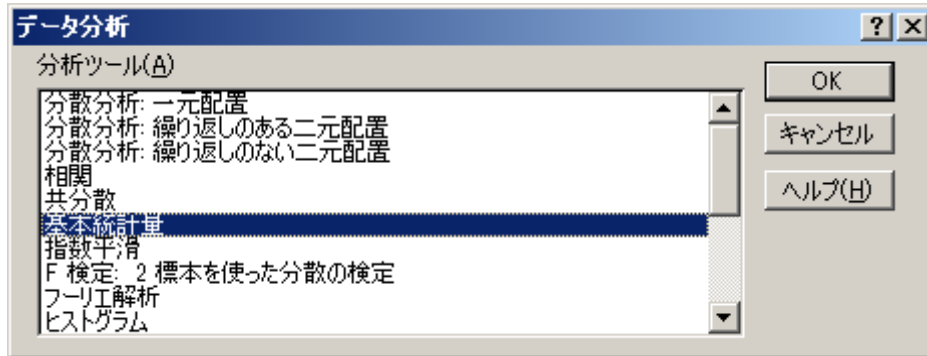 データ分析
分析ツール(A)
分散分析: 一元配置
分散分析: 繰り返しのある二元配置
分散分析: 繰り返しのない二元配置
相関
共分散
基本統計量
指数平滑
F 検定: 2 標本を使った分散の検定
フーリエ解析
ヒストグラム
OK
キャンセル
ヘルプ(H)